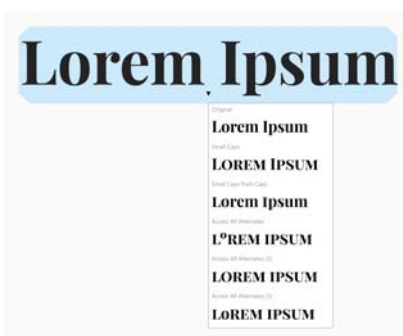 Lorem Ipsum
Original
Lorem Ipsum
Small Caps
LOREM IPSUM
Small Caps from Caps
Lorem Ipsum
Access All Alternates
LºREM IPSUM
Access All Alternates (2)
LOREM IPSUM
Access All Alternates (3)
LoREM IPSUM